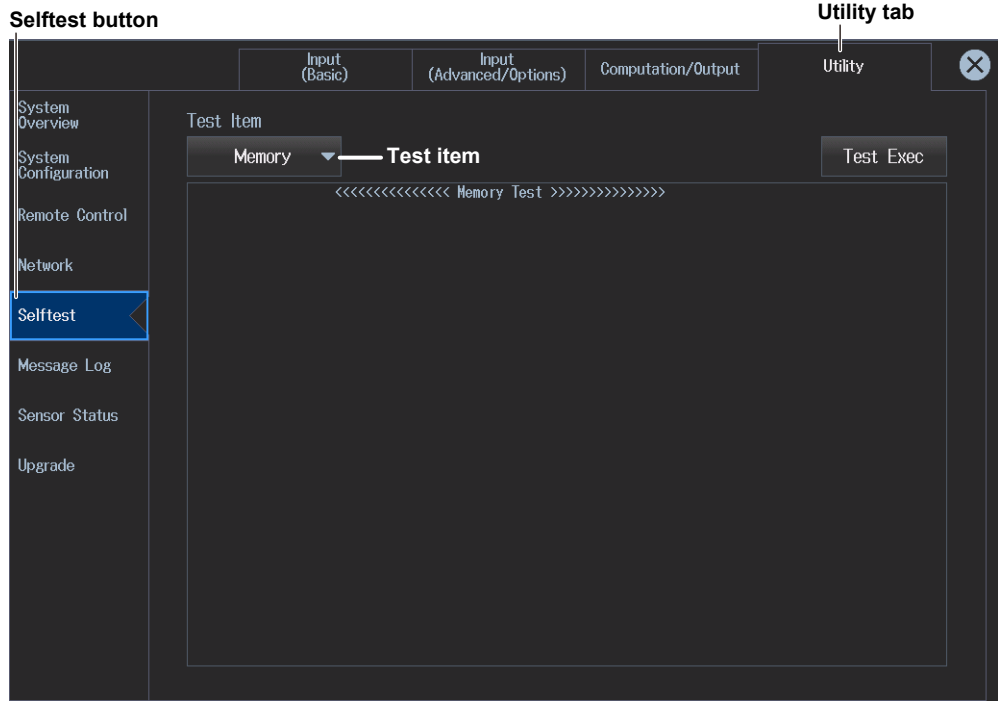 Selftest button
Utility tab
Input
(Basic)
Input
(Advanced/Options)
Computation/Output
Utility
System
Overview
System
Configuration
Remote Control
Network
Selftest
Message Log
Sensor Status
Upgrade
Test Item
Memory
Test item
Test Exec
<<<<<<<<<<<<<<< Memory Test >>>>>>>>>>>>>>>